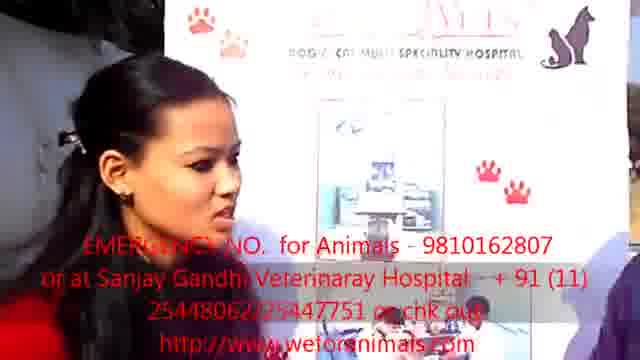 DOG & CAT MULTI SPECIALITY HOSPITAL
EMERGENCY NO. for Animals - 9810162807
or at Sanjay Gandhi Veterinaray Hospital - + 91 (11)
25448062/25447751 or chk out
http://www.weforanimals.com